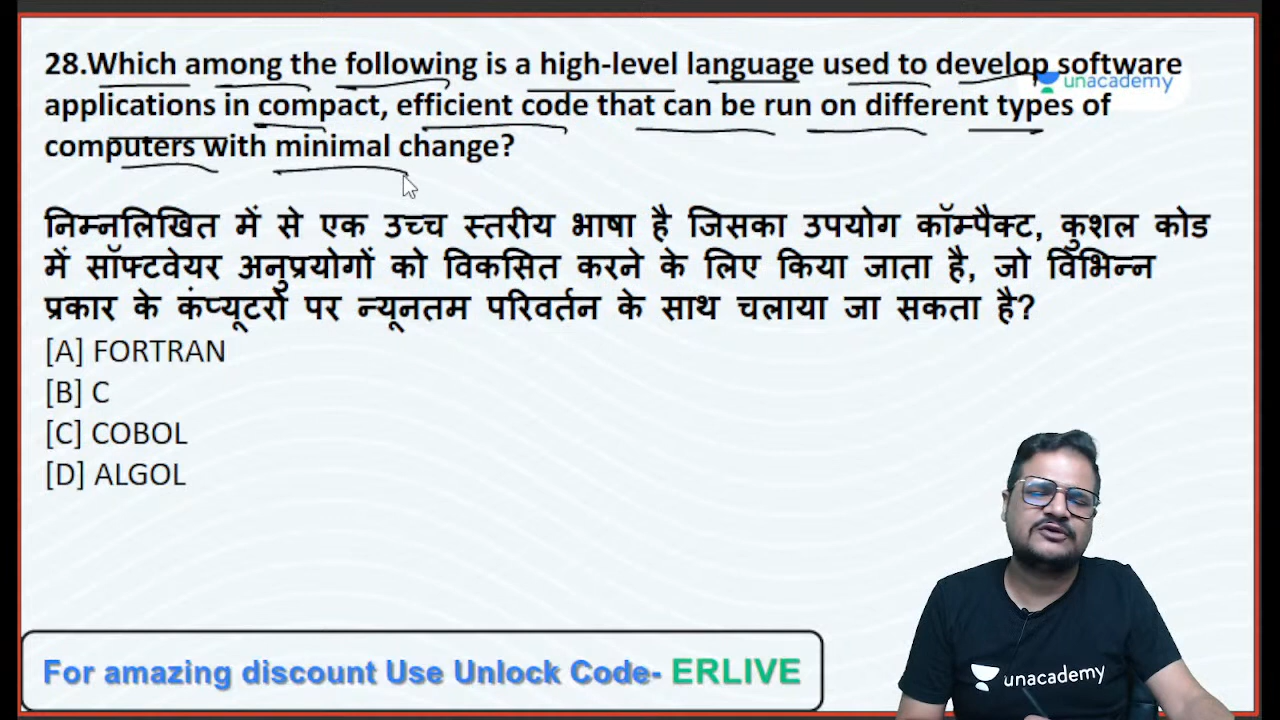 28.Which among the following is a high-level language used to develop software
unacademy
applications in compact, efficient code that can be run on different types of
computers with minimal change?
निम्नलिखित में से एक उच्च स्तरीय भाषा है जिसका उपयोग कॉम्पैक्ट, कुशल कोड
में सॉफ्टवेयर अनुप्रयोगों को विकसित करने के लिए किया जाता है, जो विभिन्न
प्रकार के कंप्यूटरों पर न्यूनतम परिवर्तन के साथ चलाया जा सकता है?
[A] FORTRAN
[B] C
[C] COBOL
[D] ALGOL
For amazing discount Use Unlock Code- ERLIVE
unacademy